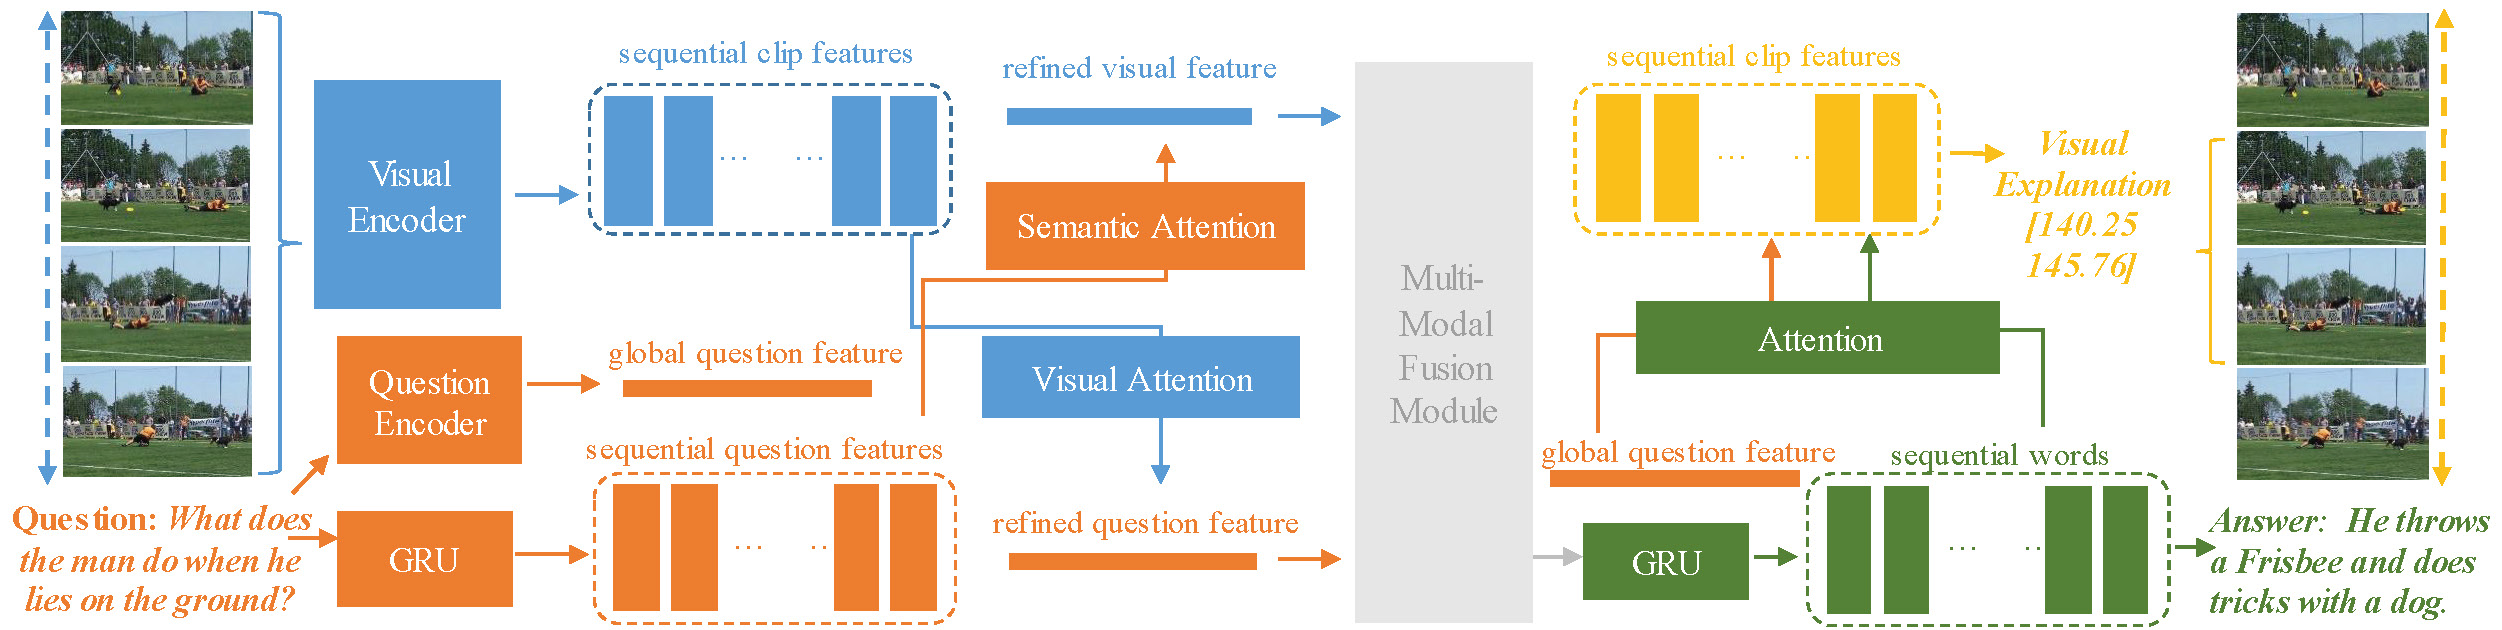 sequential clip features
Visual
Encoder
refined visual feature
Semantic Attention
Question
Encoder
global question feature
Visual Attention
sequential question features
Question: What does
the man do when he
lies on the ground?
GRU
refined question feature
Multi-
Modal
Fusion
Module
sequential clip features
Visual
Explanation
[140.25
145.76]
Attention
global question feature
sequential words
GRU
Answer: He throws
a Frisbee and does
tricks with a dog.